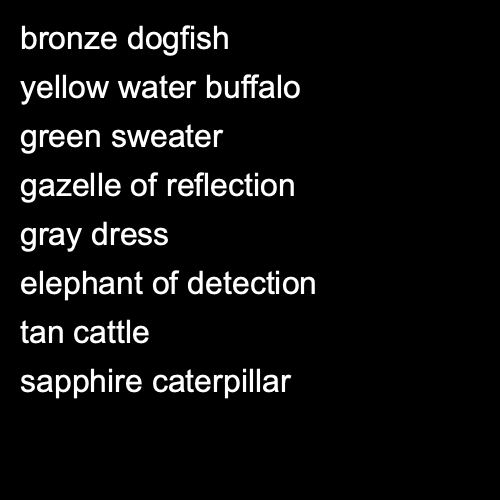 bronze dogfish
yellow water buffalo
green sweater
gazelle of reflection
gray dress
elephant of detection
tan cattle
sapphire caterpillar